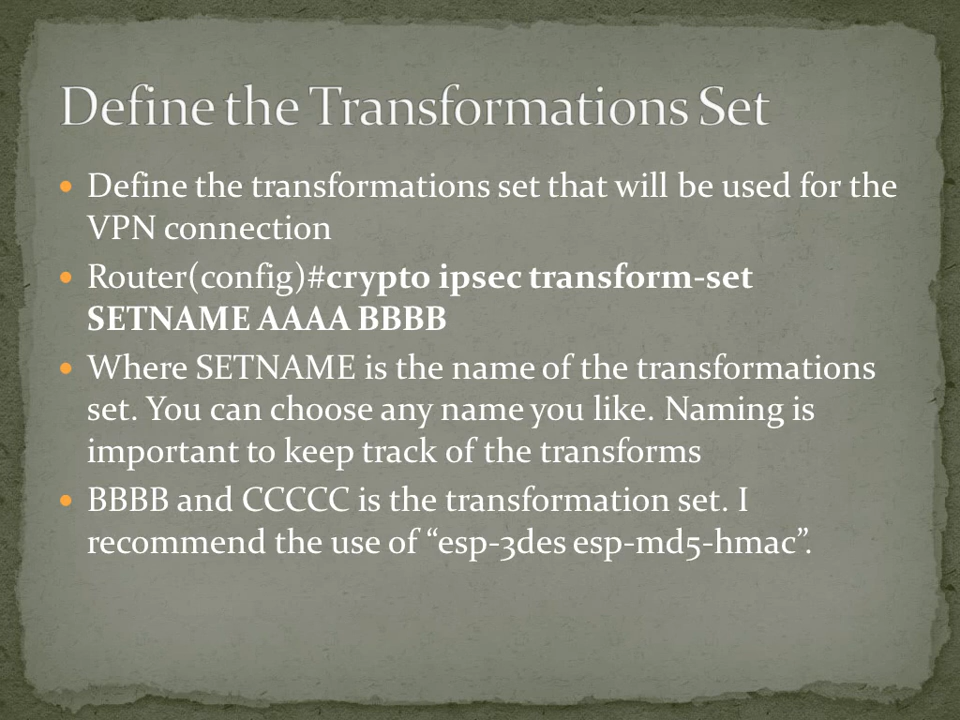 Define the Transformations Set
Define the transformations set that will be used for the
VPN connection
Router(config)#crypto ipsec transform-set
SETNAME AAAA BBBB
Where SETNAME is the name of the transformations
set. You can choose any name you like. Naming is
important to keep track of the transforms
BBBB and CCCCC is the transformation set. I
recommend the use of “esp-3des esp-md5-hmac”.